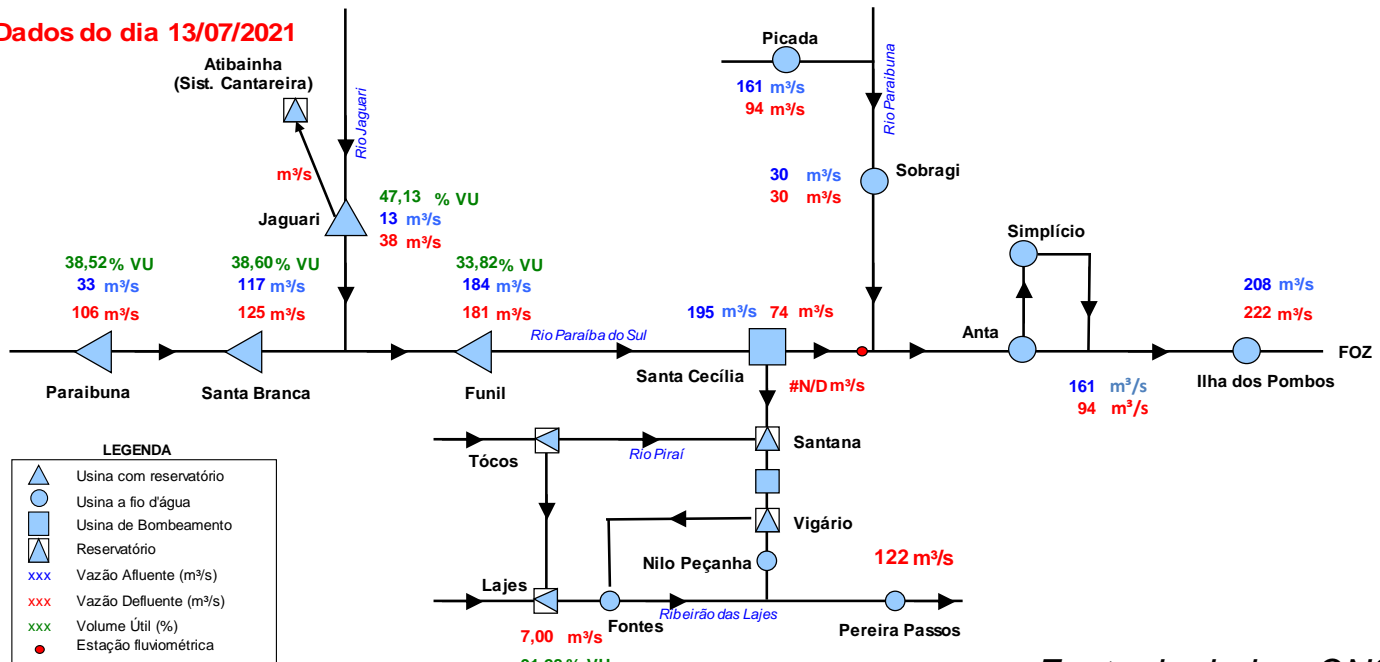 Dados do dia 13/07/2021
Atibainha
(Sist. Cantareira)
Rio Jaguari
m³/s
Jaguari
47,13 % VU
13 m³/s
38 m³/s
Picada
161 m³/s
94 m³/s
Rio Paraibuna
30 m³/s
30 m³/s
Sobragi
Simplício
38,52 % VU
33 m³/s
106 m³/s
Paraibuna
38,60 % VU
117 m³/s
125 m³/s
Santa Branca
33,82 % VU
184 m³/s
181 m³/s
Funil
Rio Paraíba do Sul
195 m³/s 74 m³/s
Santa Cecília
#N/D m³/s
Anta
161 m³/s
94 m³/s
208 m³/s
222 m³/s
Ilha dos Pombos
FOZ
Tócos
Rio Piraí
Santana
Vigário
Nilo Peçanha
122 m³/s
Lajes
Fontes
Ribeirão das Lajes
Pereira Passos
7,00 m³/s
% VU
LEGENDA
Usina com reservatório
Usina a fio d'água
Usina de Bombeamento
Reservatório
xxx Vazão Afluente (m³/s)
xxx Vazão Defluente (m³/s)
xxx Volume Útil (%)
Estação fluviométrica